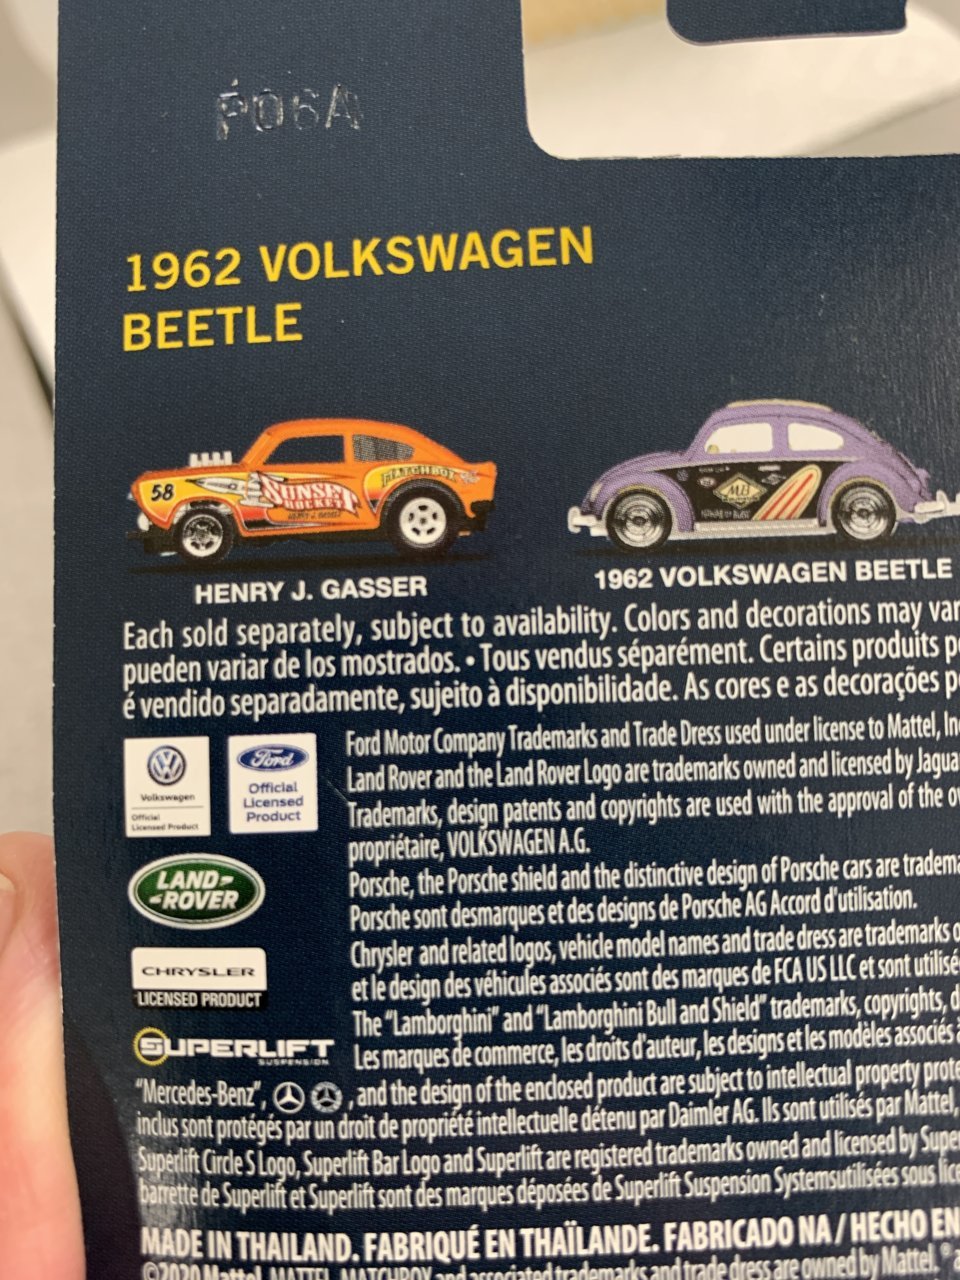 P06A
1962 VOLKSWAGEN
BEETLE
58
SUNSET
ROCKET
HENRY J. GASSER
MATCHBOX
MB
HENRY J. GASSER
1962 VOLKSWAGEN BEETLE
Each sold separately, subject to availability. Colors and decorations may var
pueden variar de los mostrados. • Tous vendus séparément. Certains produits p
é vendido separadamente, sujeito à disponibilidade. As cores e as decorações p
Volkswagen
Official
Licensed Product
Ford
Official
Licensed
Product
Ford Motor Company Trademarks and Trade Dress used under license to Mattel, Inc
Land Rover and the Land Rover Logo are trademarks owned and licensed by Jagua
Trademarks, design patents and copyrights are used with the approval of the ow
propriétaire, VOLKSWAGEN A.G.
LAND-
-ROVER
Porsche, the Porsche shield and the distinctive design of Porsche cars are tradema
Porsche sont desmarques et des designs de Porsche AG Accord d'utilisation.
CHRYSLER
LICENSED PRODUCT
Chrysler and related logos, vehicle model names and trade dress are trademarks o
et le design des véhicules associés sont des marques de FCA US LLC et sont utilisé
The "Lamborghini" and "Lamborghini Bull and Shield" trademarks, copyrights, d
Les marques de commerce, les droits d'auteur, les designs et les modèles associés à
SUPERLIFT
SUSPENSION
"Mercedes-Benz", , and the design of the enclosed product are subject to intellectual property prote
inclus sont protégés par un droit de propriété intellectuelle détenu par Daimler AG. Ils sont utilisés par Mattel,
Superlift Circle S Logo, Superlift Bar Logo and Superlift are registered trademarks owned and licensed by Supe
barrette de Superlift et Superlift sont des marques déposées de Superlift Suspension Systemsutilisées sous lice
MADE IN THAILAND. FABRIQUÉ EN THAÏLANDE. FABRICADO NA / HECHO EN
©2020 Mattel. MATTEL, MATCHBOX and associated trademarks and trade dress are owned by Mattel. ® a